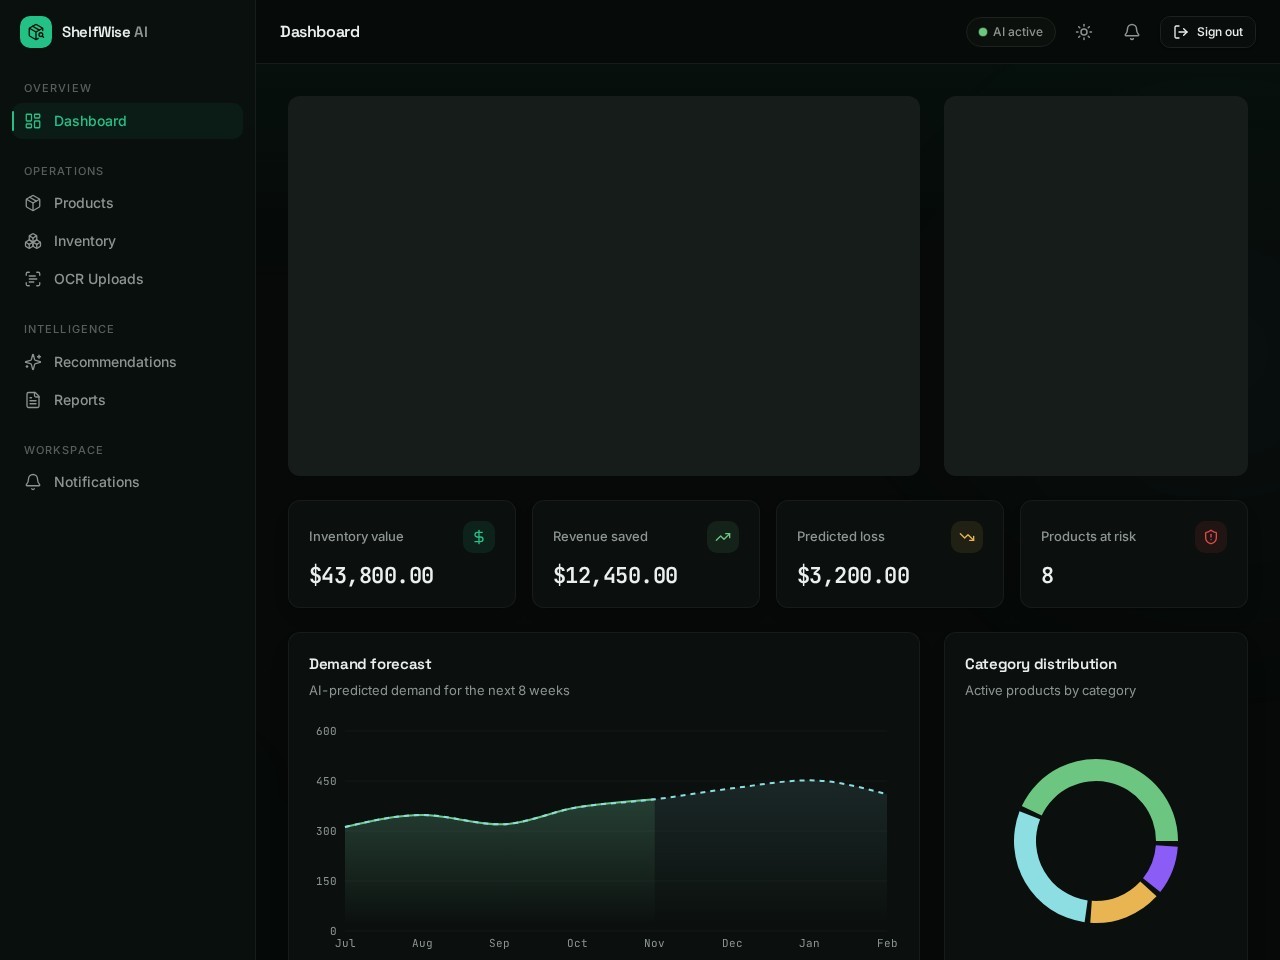 ShelfWise AI
OVERVIEW
Dashboard
OPERATIONS
Products
Inventory
OCR Uploads
INTELLIGENCE
Recommendations
Reports
WORKSPACE
Notifications
Dashboard
AI active
Sign out
Inventory value
$43,800.00
Revenue saved
$12,450.00
Predicted loss
$3,200.00
Products at risk
8
Demand forecast
AI-predicted demand for the next 8 weeks
600
450
300
150
0
Jul Aug Sep Oct Nov Dec Jan Feb
Category distribution
Active products by category